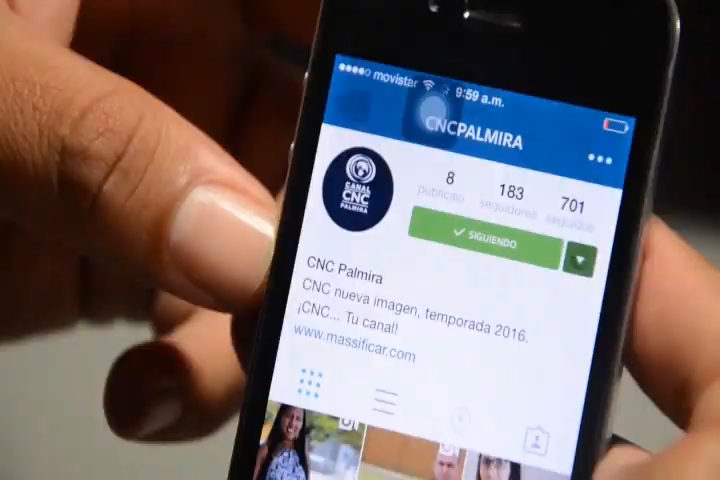 movistar 9:59 a.m.
CNCPALMIRA
8 183 701
publicacio seguidores seguidos
CANAL
CNC
PALMIRA
SIGUIENDO
CNC Palmira
CNC nueva imagen, temporada 2016.
¡CNC... Tu canal!
www.massificar.com